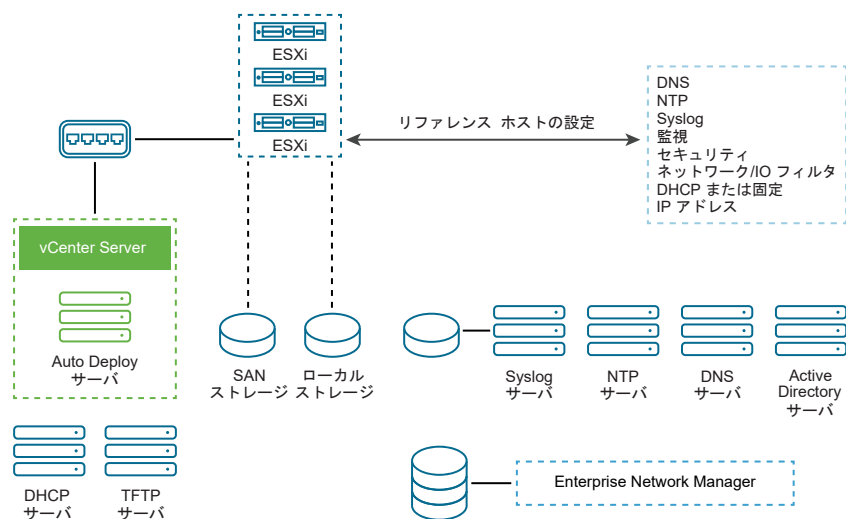 ESXi
ESXi
ESXi
リファレンス ホストの設定
DNS
NTP
Syslog
監視
セキュリティ
ネットワーク/IO フィルタ
DHCP または固定
IP アドレス
vCenter Server
Auto Deploy
サーバ
SAN
ストレージ
ローカル
ストレージ
Syslog
サーバ
NTP
サーバ
DNS
サーバ
Active
Directory
サーバ
DHCP
サーバ
TFTP
サーバ
Enterprise Network Manager